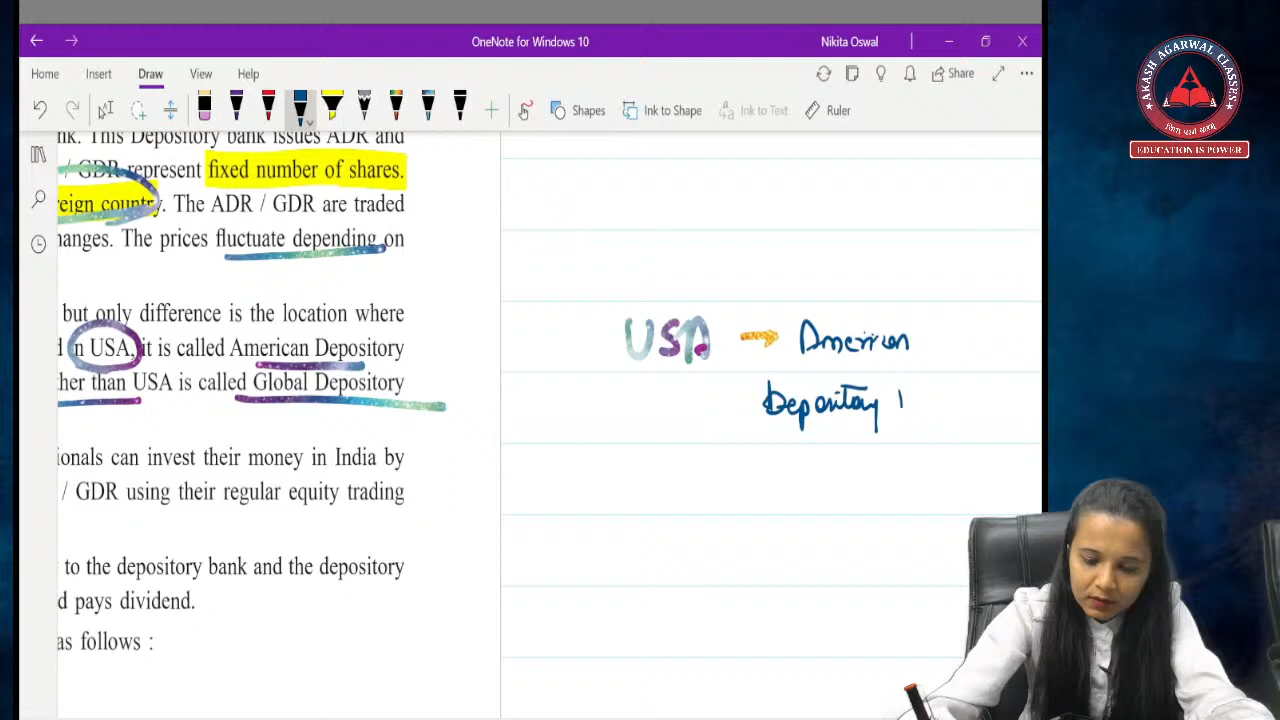 OneNote for Windows 10
Nikita Oswal
Home Insert Draw View Help
Share
Shapes Ink to Shape Ink to Text Ruler
nk. This Depository bank issues ADR and
/ GDR represent fixed number of shares.
reign country. The ADR / GDR are traded
hanges. The prices fluctuate depending on
but only difference is the location where
d in USA, it is called American Depository
ther than USA is called Global Depository
ionals can invest their money in India by
/ GDR using their regular equity trading
to the depository bank and the depository
d pays dividend.
as follows :
USA → American
Depository
AKASH AGARWAL CLASSES
EDUCATION IS POWER